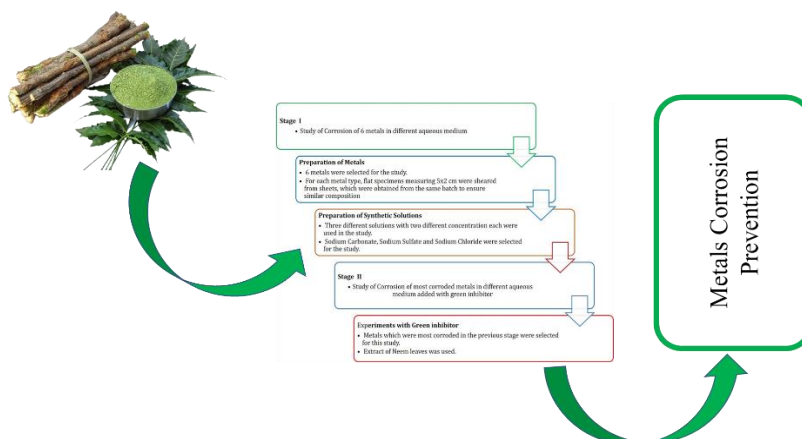 Stage I
• Study of Corrosion of 6 metals in different aqueous medium
Preparation of Metals
• 6 metals were selected for the study.
• For each metal type, flat specimens measuring 5x2 cm were sheared
from sheets, which were obtained from the same batch to ensure
similar composition
Preparation of Synthetic Solutions
• Three different solutions with two different concentration each were
used in the study.
• Sodium Carbonate, Sodium Sulfate and Sodium Chloride were selected
for the study.
Stage II
• Study of Corrosion of most corroded metals in different aqueous
medium added with green inhibitor
Experiments with Green inhibitor
• Metals which were most corroded in the previous stage were selected
for this study.
• Extract of Neem leaves was used.
Metals Corrosion
Prevention